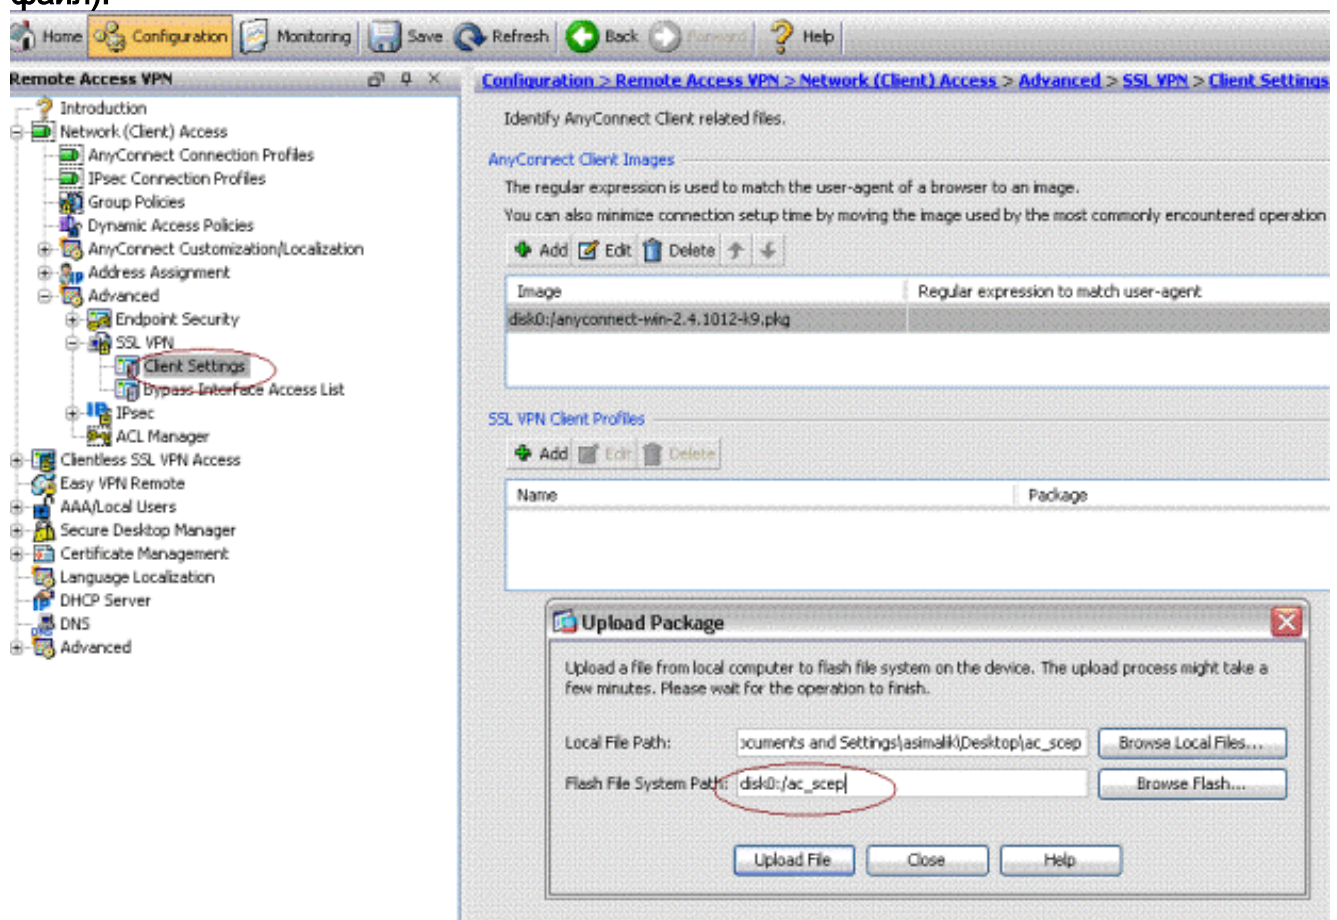 файл).
Home Configuration Monitoring Save Refresh Back Forward Help
Remote Access VPN
Introduction
Network (Client) Access
AnyConnect Connection Profiles
IPsec Connection Profiles
Group Policies
Dynamic Access Policies
AnyConnect Customization/Localization
Address Assignment
Advanced
Endpoint Security
SSL VPN
Client Settings
Bypass Interface Access List
IPsec
ACL Manager
Clientless SSL VPN Access
Easy VPN Remote
AAA/Local Users
Secure Desktop Manager
Certificate Management
Language Localization
DHCP Server
DNS
Advanced
Configuration > Remote Access VPN > Network (Client) Access > Advanced > SSL VPN > Client Settings
Identify AnyConnect Client related files.
AnyConnect Client Images
The regular expression is used to match the user-agent of a browser to an image.
You can also minimize connection setup time by moving the image used by the most commonly encountered operation
Add Edit Delete
Image Regular expression to match user-agent
disk0:/anyconnect-win-2.4.1012-k9.pkg
SSL VPN Client Profiles
Add Edit Delete
Name Package
Upload Package
Upload a file from local computer to flash file system on the device. The upload process might take a
few minutes. Please wait for the operation to finish.
Local File Path: ocuments and Settings\asimalik\Desktop\ac_scep Browse Local Files...
Flash File System Path: disk0:/ac_scep Browse Flash...
Upload File Close Help